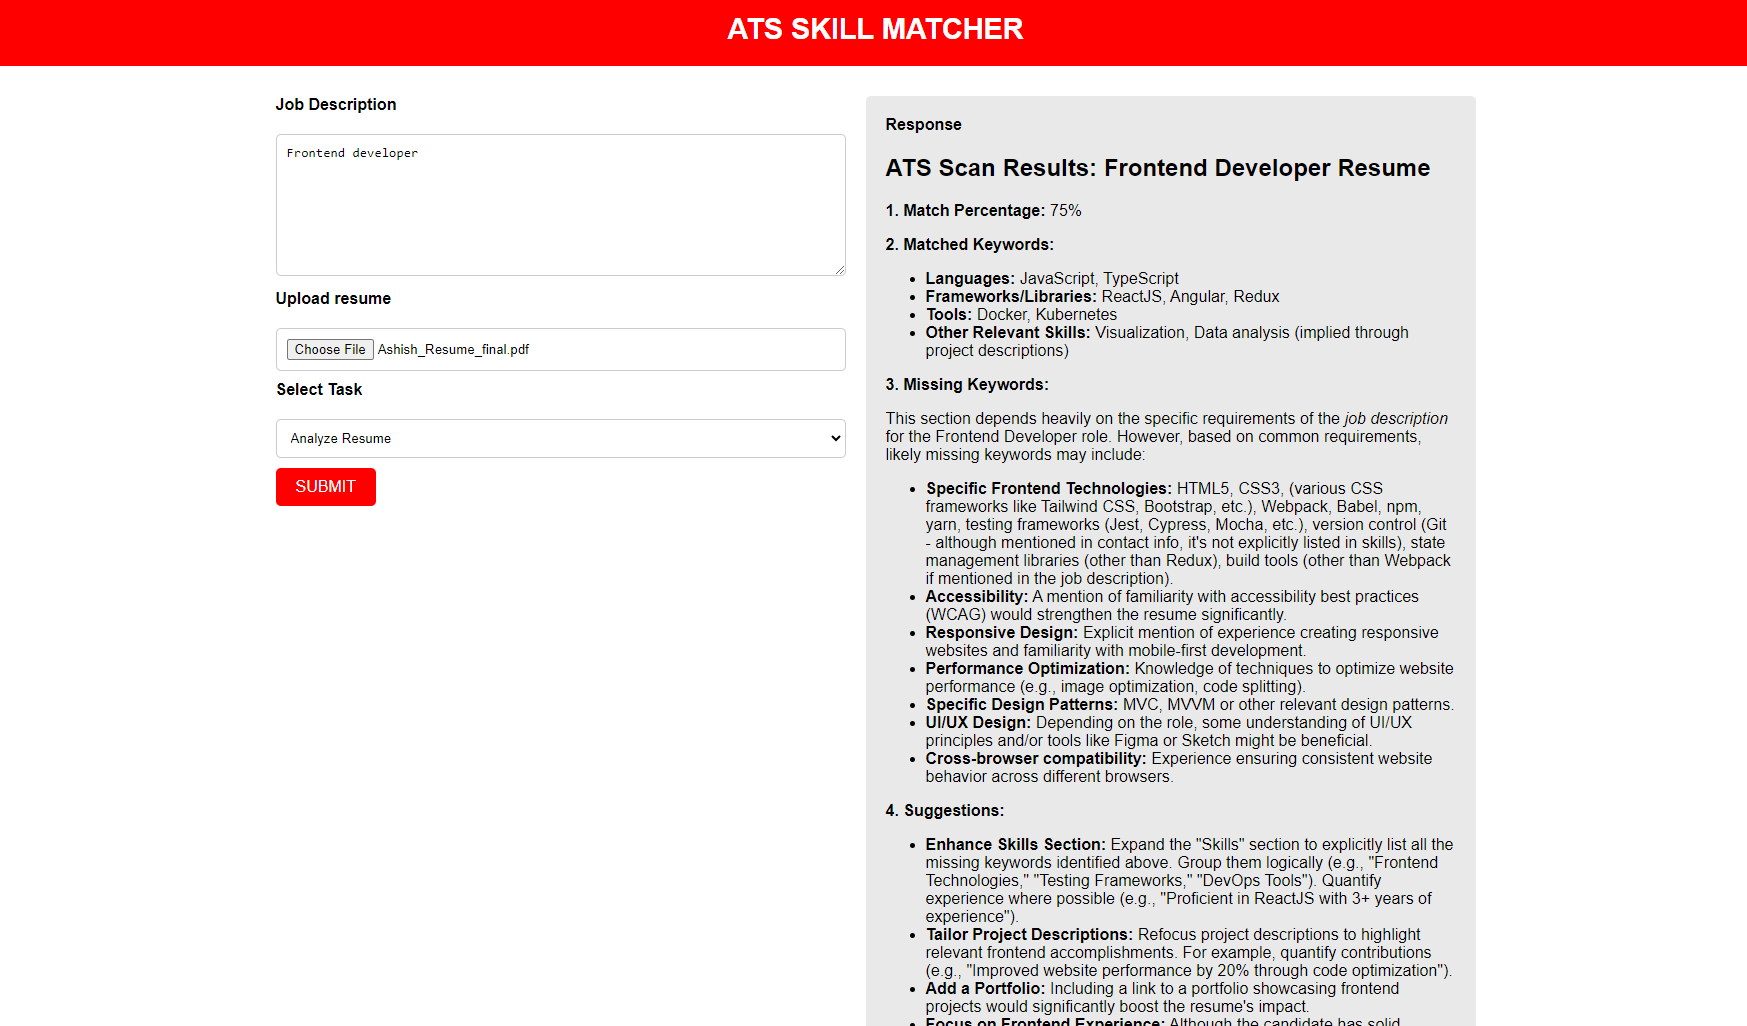 ATS SKILL MATCHER
Job Description
Frontend developer
Upload resume
Choose File Ashish_Resume_final.pdf
Select Task
Analyze Resume
SUBMIT
Response
ATS Scan Results: Frontend Developer Resume
1. Match Percentage: 75%
2. Matched Keywords:
• Languages: JavaScript, TypeScript
• Frameworks/Libraries: ReactJS, Angular, Redux
• Tools: Docker, Kubernetes
• Other Relevant Skills: Visualization, Data analysis (implied through
project descriptions)
3. Missing Keywords:
This section depends heavily on the specific requirements of the job description
for the Frontend Developer role. However, based on common requirements,
likely missing keywords may include:
• Specific Frontend Technologies: HTML5, CSS3, (various CSS
frameworks like Tailwind CSS, Bootstrap, etc.), Webpack, Babel, npm,
yarn, testing frameworks (Jest, Cypress, Mocha, etc.), version control (Git
- although mentioned in contact info, it's not explicitly listed in skills), state
management libraries (other than Redux), build tools (other than Webpack
if mentioned in the job description).
• Accessibility: A mention of familiarity with accessibility best practices
(WCAG) would strengthen the resume significantly.
• Responsive Design: Explicit mention of experience creating responsive
websites and familiarity with mobile-first development.
• Performance Optimization: Knowledge of techniques to optimize website
performance (e.g., image optimization, code splitting).
• Specific Design Patterns: MVC, MVVM or other relevant design patterns.
• UI/UX Design: Depending on the role, some understanding of UI/UX
principles and/or tools like Figma or Sketch might be beneficial.
• Cross-browser compatibility: Experience ensuring consistent website
behavior across different browsers.
4. Suggestions:
• Enhance Skills Section: Expand the "Skills" section to explicitly list all the
missing keywords identified above. Group them logically (e.g., "Frontend
Technologies," "Testing Frameworks," "DevOps Tools"). Quantify
experience where possible (e.g., "Proficient in ReactJS with 3+ years of
experience").
• Tailor Project Descriptions: Refocus project descriptions to highlight
relevant frontend accomplishments. For example, quantify contributions
(e.g., "Improved website performance by 20% through code optimization").
• Add a Portfolio: Including a link to a portfolio showcasing frontend
projects would significantly boost the resume's impact.
• Focus on Frontend Experience: Although the candidate has solid